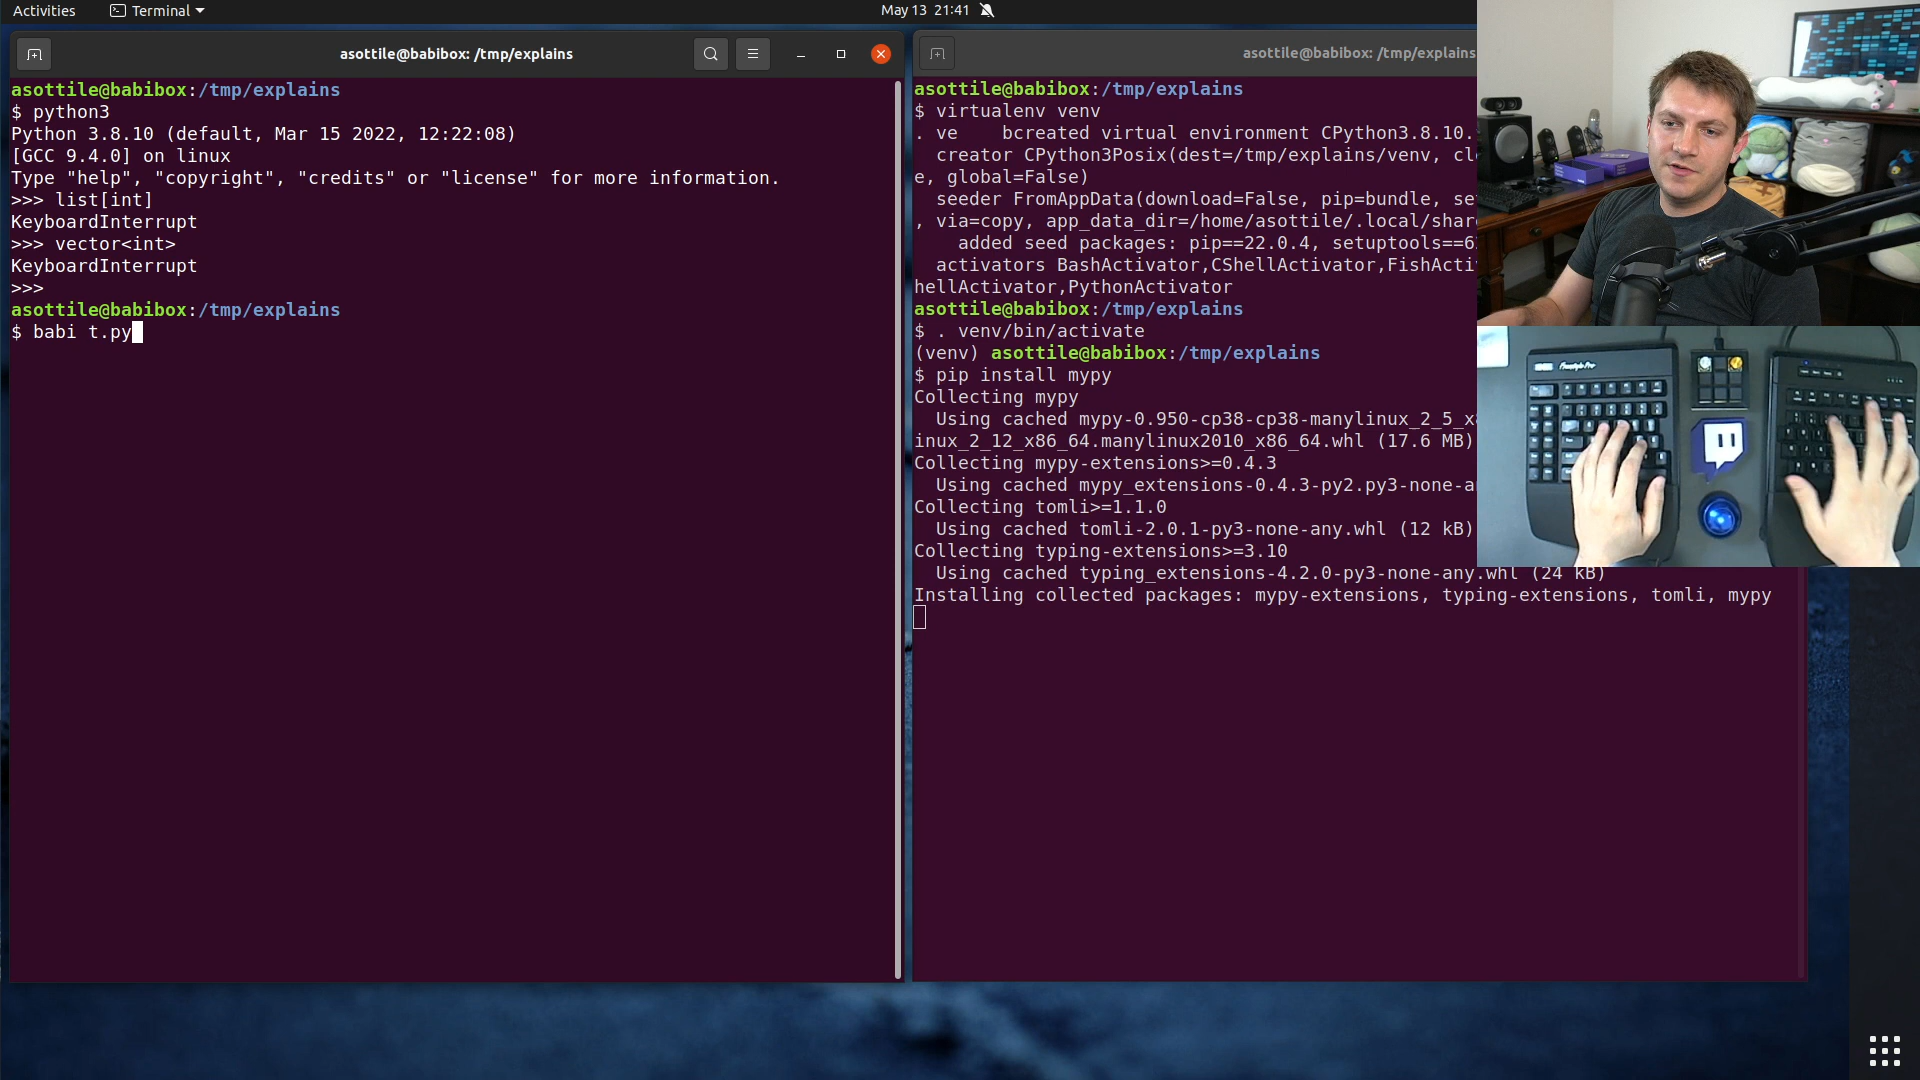 Activities
Terminal
May 13 21:41
asottile@babibox: /tmp/explains
asottile@babibox:/tmp/explains
$ python3
Python 3.8.10 (default, Mar 15 2022, 12:22:08)
[GCC 9.4.0] on linux
Type "help", "copyright", "credits" or "license" for more information.
>>> list[int]
KeyboardInterrupt
>>> vector<int>
KeyboardInterrupt
>>>
asottile@babibox:/tmp/explains
$ babi t.py
asottile@babibox: /tmp/explains
asottile@babibox:/tmp/explains
$ virtualenv venv
. ve    bcreated virtual environment CPython3.8.10.
  creator CPython3Posix(dest=/tmp/explains/venv, cl
e, global=False)
  seeder FromAppData(download=False, pip=bundle, se
, via=copy, app_data_dir=/home/asottile/.local/shar
    added seed packages: pip==22.0.4, setuptools==6
  activators BashActivator,CShellActivator,FishActi
hellActivator,PythonActivator
asottile@babibox:/tmp/explains
$ . venv/bin/activate
(venv) asottile@babibox:/tmp/explains
$ pip install mypy
Collecting mypy
  Using cached mypy-0.950-cp38-cp38-manylinux_2_5_x
inux_2_12_x86_64.manylinux2010_x86_64.whl (17.6 MB)
Collecting mypy-extensions>=0.4.3
  Using cached mypy_extensions-0.4.3-py2.py3-none-a
Collecting tomli>=1.1.0
  Using cached tomli-2.0.1-py3-none-any.whl (12 kB)
Collecting typing-extensions>=3.10
  Using cached typing_extensions-4.2.0-py3-none-any.whl (24 kB)
Installing collected packages: mypy-extensions, typing-extensions, tomli, mypy
Freestyle Pro